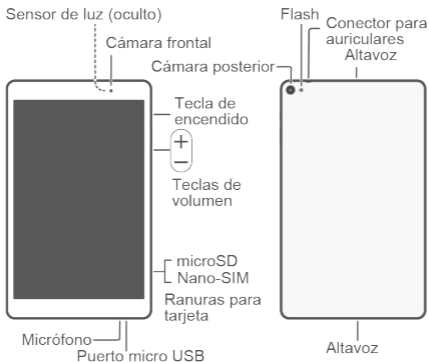 Sensor de luz (oculto)
Cámara frontal
Tecla de
encendido
+
−
Teclas de
volumen
microSD
Nano-SIM
Ranuras para
tarjeta
Micrófono
Puerto micro USB
Flash
Conector para
auriculares
Altavoz
Cámara posterior
Altavoz